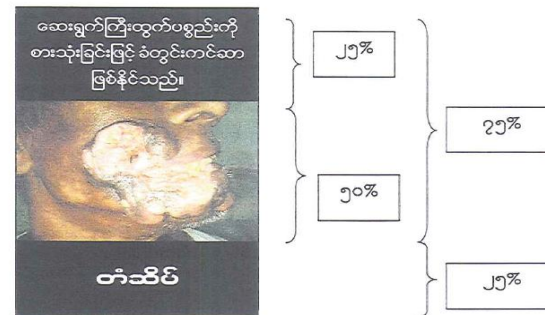 ဆေးရွက်ကြီးထွက်ပစ္စည်းကို
စားသုံးခြင်းဖြင့် ခံတွင်းကင်ဆာ
ဖြစ်နိုင်သည်။
၂၅%
၇၅%
၅၀%
တံဆိပ်
၂၅%